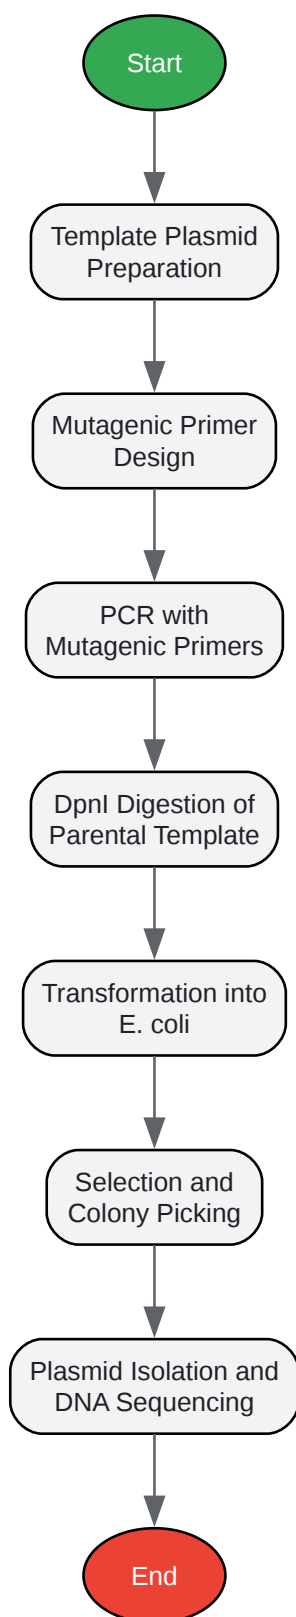 Start
Template Plasmid
Preparation
Mutagenic Primer
Design
PCR with
Mutagenic Primers
DpnI Digestion of
Parental Template
Transformation into
E. coli
Selection and
Colony Picking
Plasmid Isolation and
DNA Sequencing
End